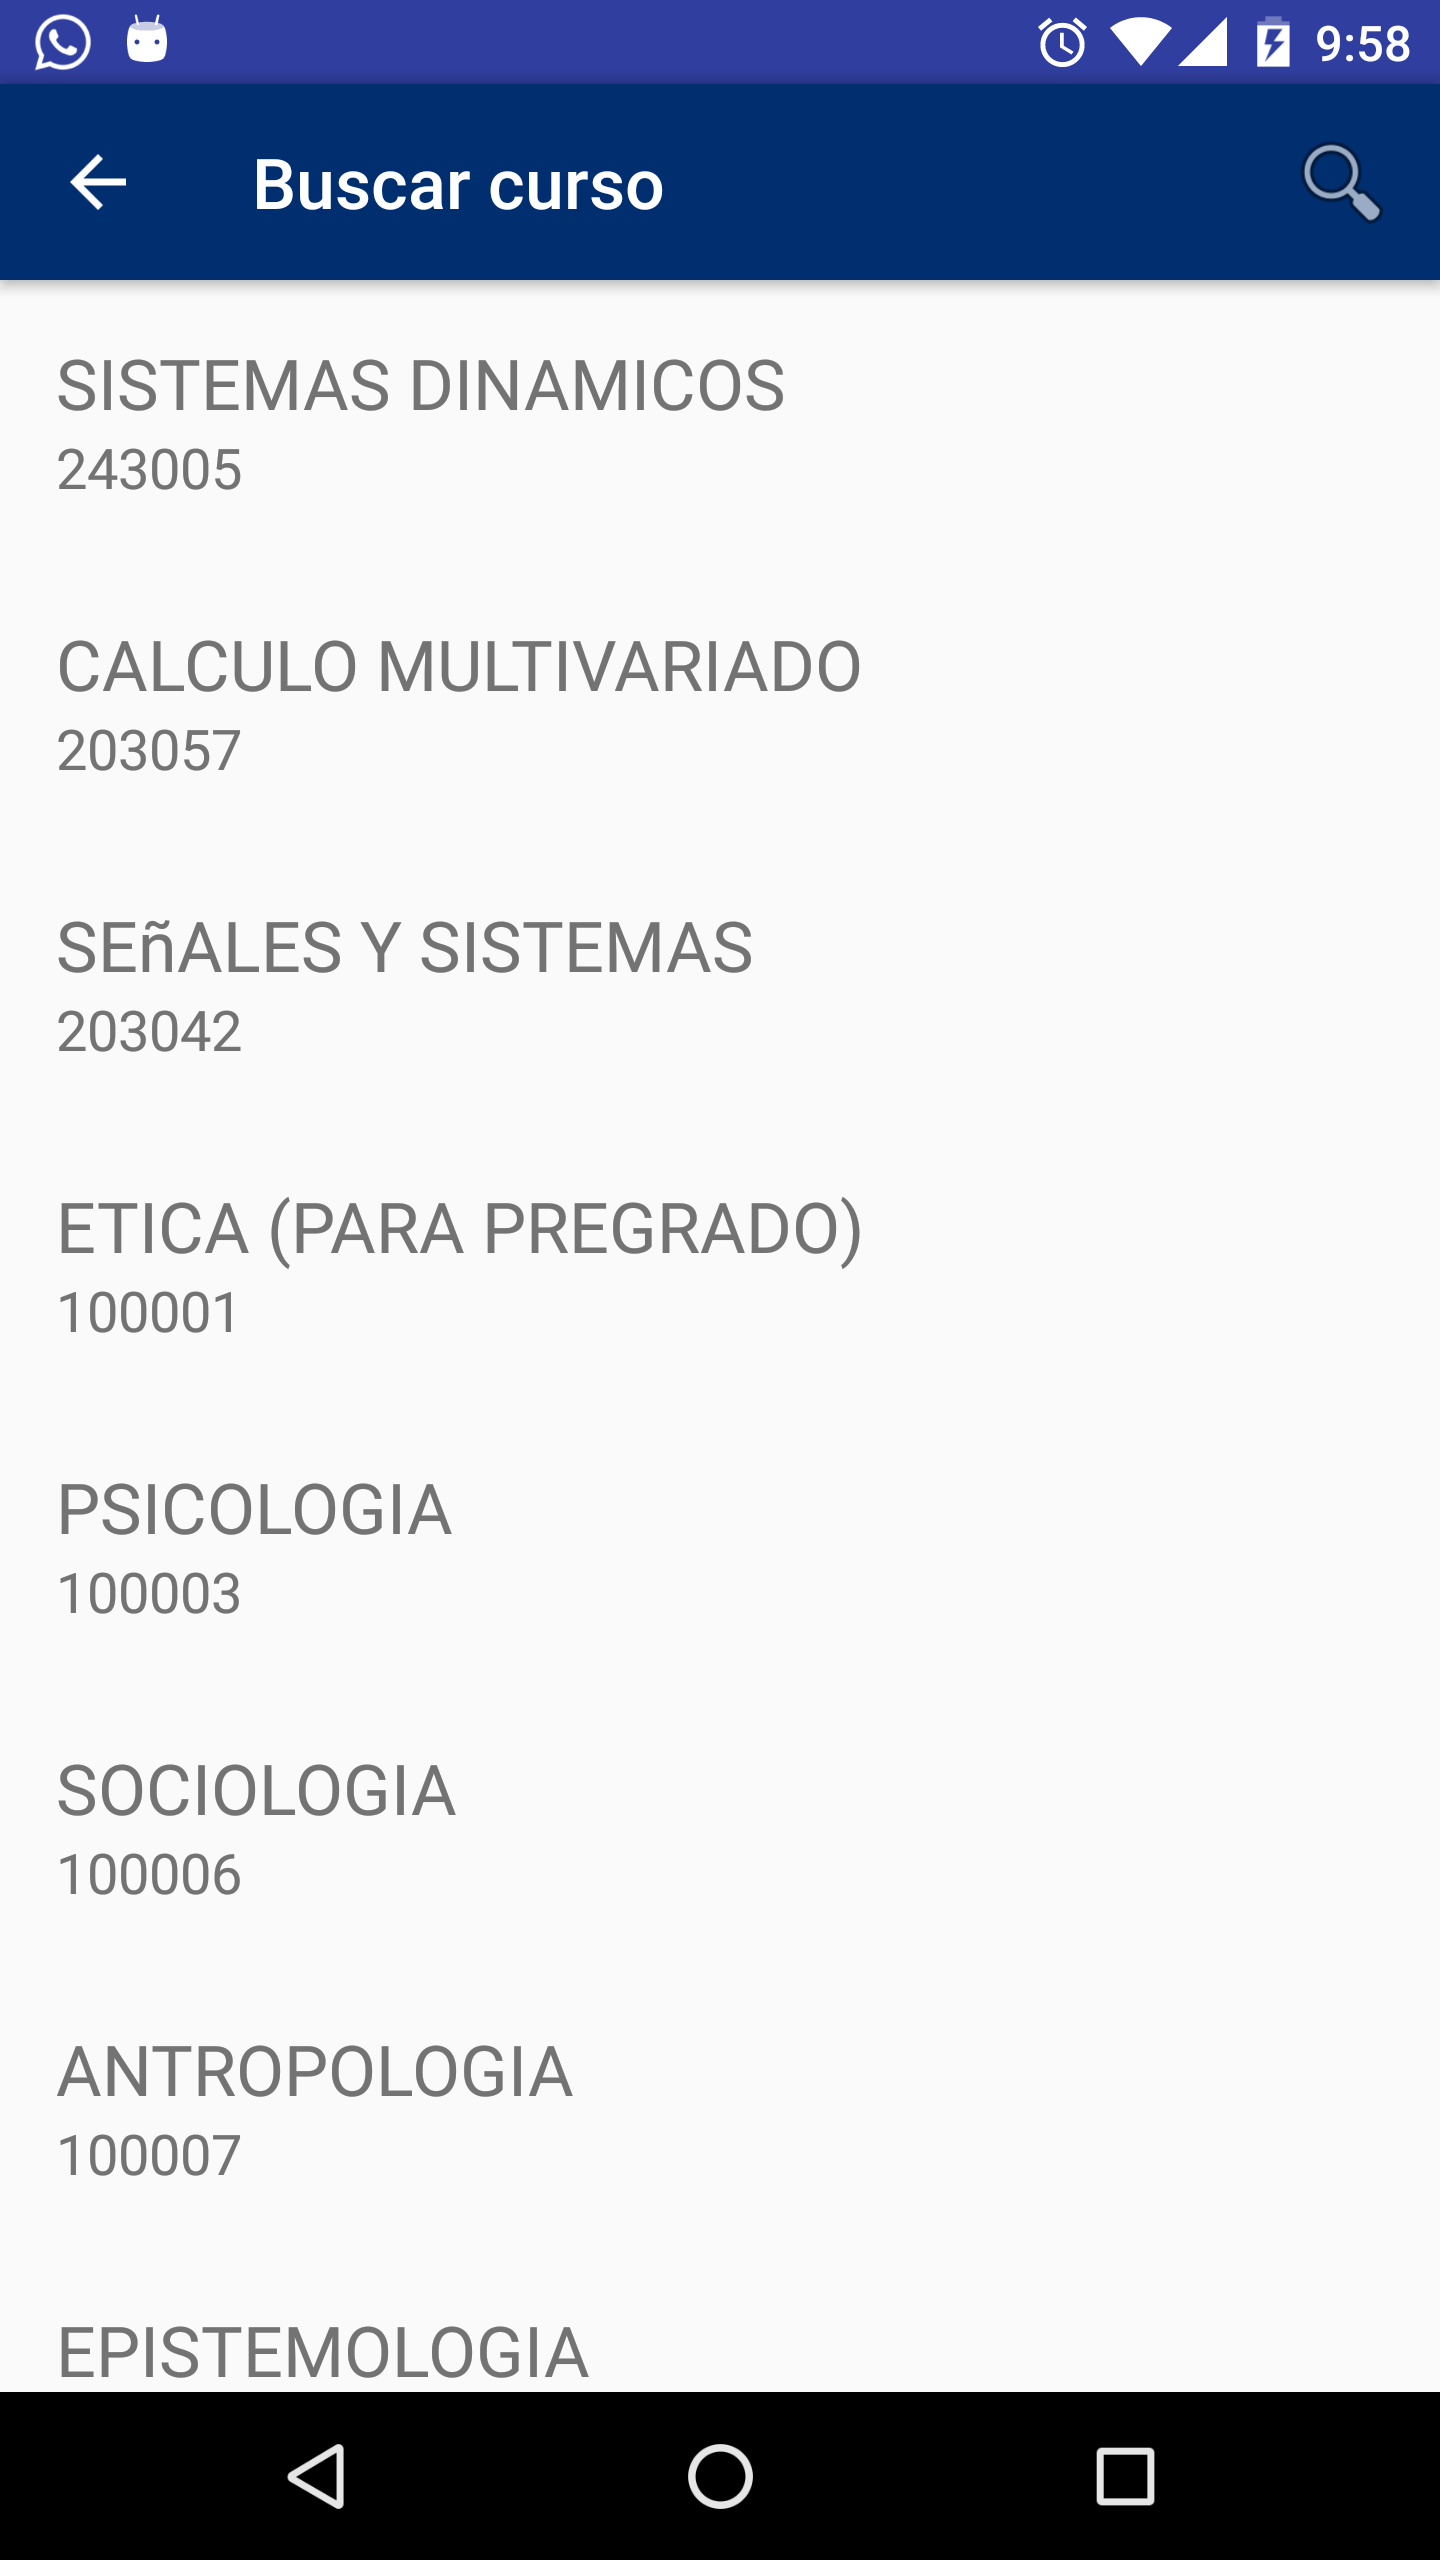 9:58
Buscar curso
SISTEMAS DINAMICOS
243005
CALCULO MULTIVARIADO
203057
SEñALES Y SISTEMAS
203042
ETICA (PARA PREGRADO)
100001
PSICOLOGIA
100003
SOCIOLOGIA
100006
ANTROPOLOGIA
100007
EPISTEMOLOGIA